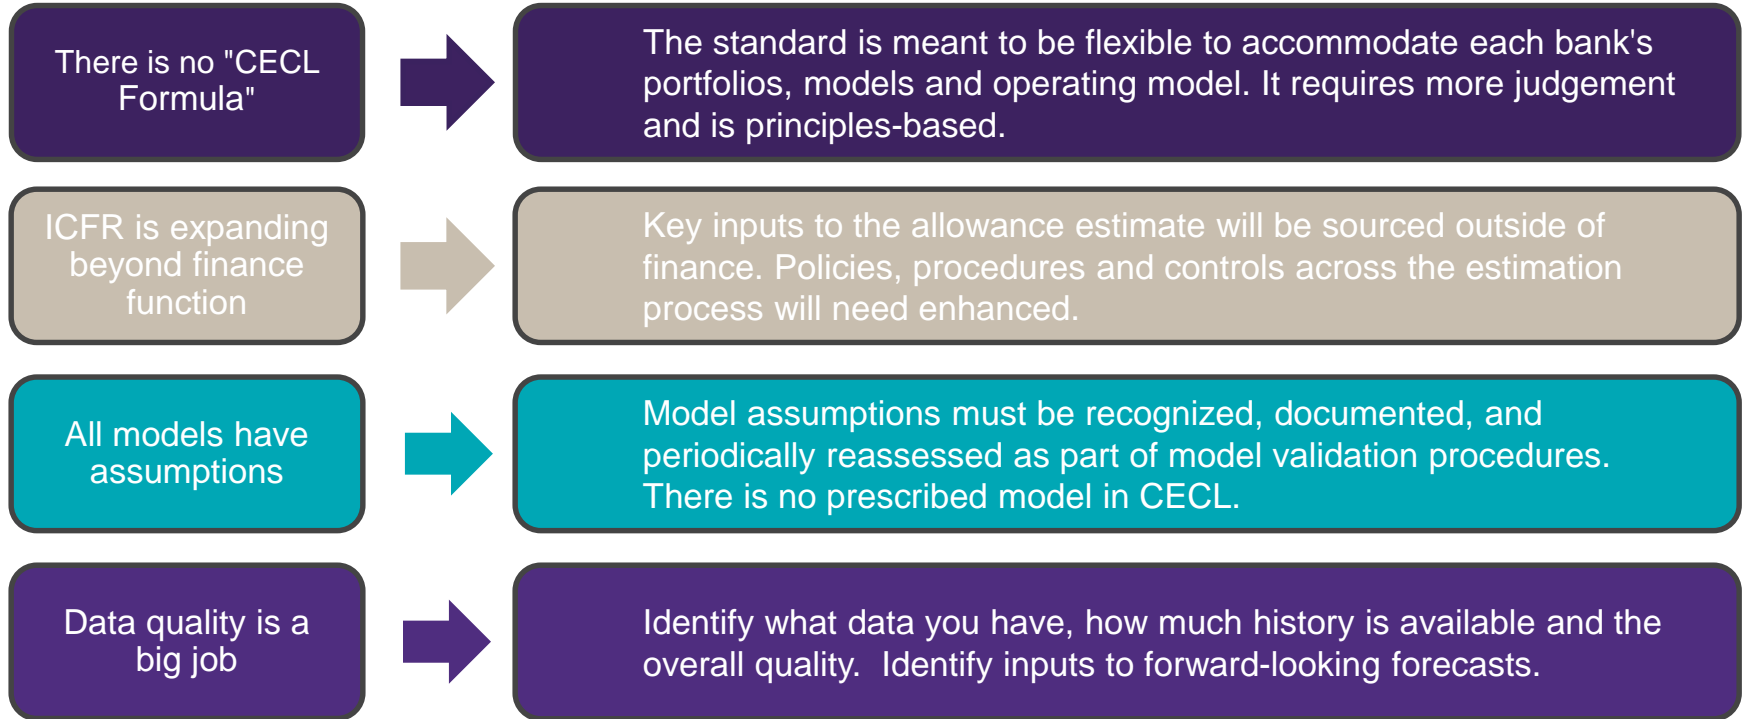 There is no "CECL
Formula"
The standard is meant to be flexible to accommodate each bank's
portfolios, models and operating model. It requires more judgement
and is principles-based.
ICFR is expanding
beyond finance
function
Key inputs to the allowance estimate will be sourced outside of
finance. Policies, procedures and controls across the estimation
process will need enhanced.
All models have
assumptions
Model assumptions must be recognized, documented, and
periodically reassessed as part of model validation procedures.
There is no prescribed model in CECL.
Data quality is a
big job
Identify what data you have, how much history is available and the
overall quality.  Identify inputs to forward-looking forecasts.